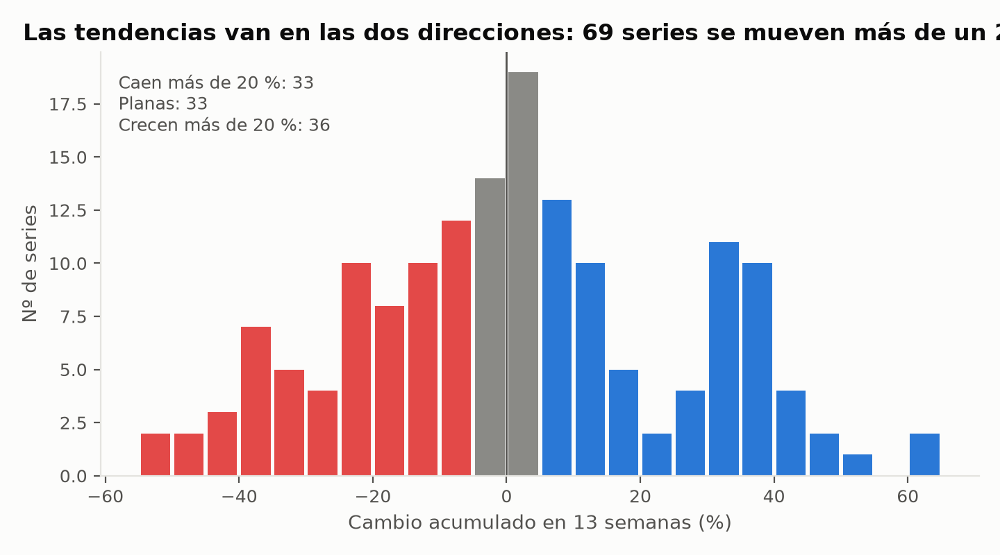 Las tendencias van en las dos direcciones: 69 series se mueven más de un 2
Caen más de 20 %: 33
Planas: 33
Crecen más de 20 %: 36
Nº de series
17.5
15.0
12.5
10.0
7.5
5.0
2.5
0.0
−60 −40 −20 0 20 40 60
Cambio acumulado en 13 semanas (%)